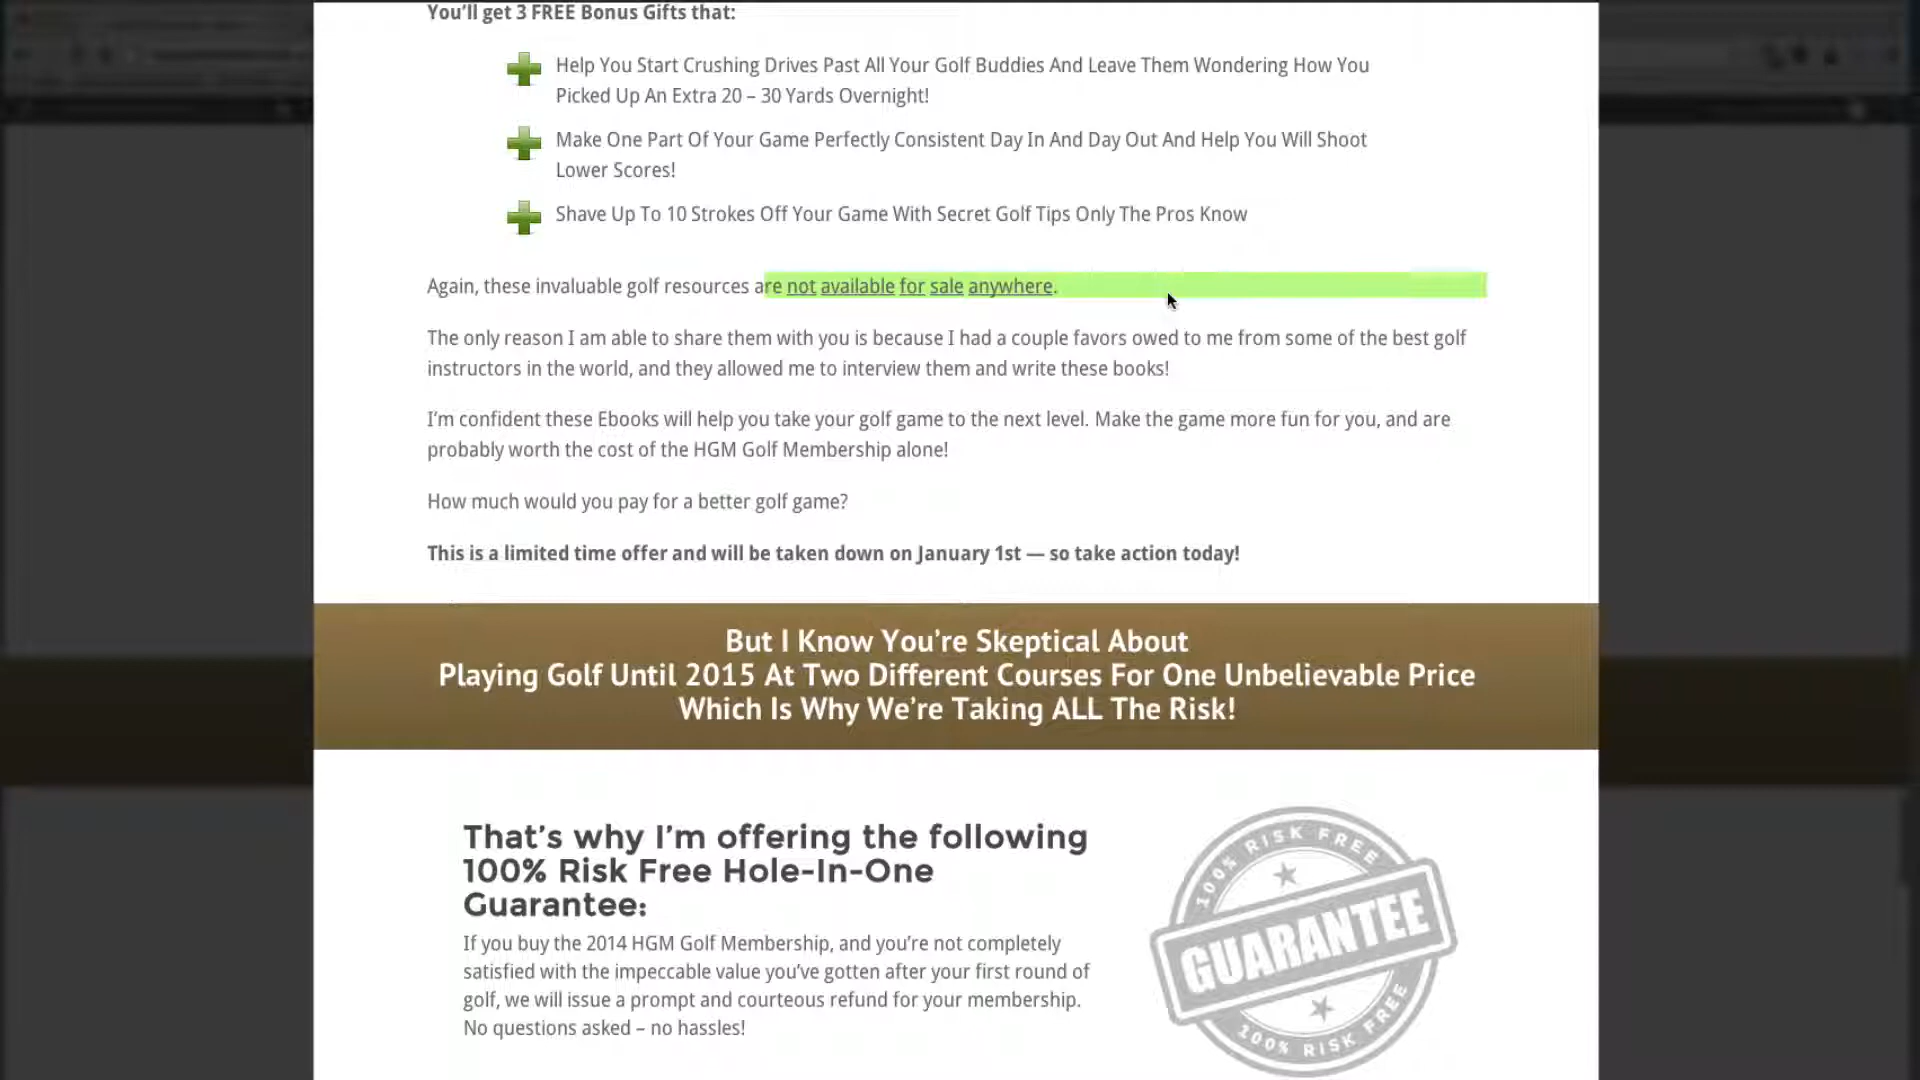 You'll get 3 FREE Bonus Gifts that:
Help You Start Crushing Drives Past All Your Golf Buddies And Leave Them Wondering How You
Picked Up An Extra 20 – 30 Yards Overnight!
Make One Part Of Your Game Perfectly Consistent Day In And Day Out And Help You Will Shoot
Lower Scores!
Shave Up To 10 Strokes Off Your Game With Secret Golf Tips Only The Pros Know
Again, these invaluable golf resources are not available for sale anywhere.
The only reason I am able to share them with you is because I had a couple favors owed to me from some of the best golf
instructors in the world, and they allowed me to interview them and write these books!
I'm confident these Ebooks will help you take your golf game to the next level. Make the game more fun for you, and are
probably worth the cost of the HGM Golf Membership alone!
How much would you pay for a better golf game?
This is a limited time offer and will be taken down on January 1st — so take action today!
But I Know You're Skeptical About
Playing Golf Until 2015 At Two Different Courses For One Unbelievable Price
Which Is Why We're Taking ALL The Risk!
That's why I'm offering the following
100% Risk Free Hole-In-One
Guarantee:
If you buy the 2014 HGM Golf Membership, and you're not completely
satisfied with the impeccable value you've gotten after your first round of
golf, we will issue a prompt and courteous refund for your membership.
No questions asked – no hassles!
100% RISK FREE
GUARANTEE
100% RISK FREE